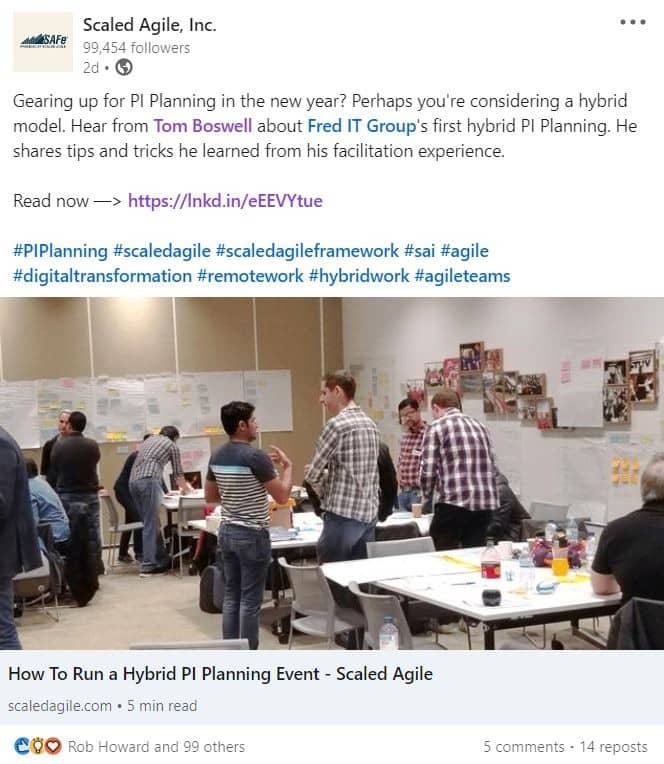 SAFe
Scaled Agile, Inc.
99,454 followers
2d •
Gearing up for PI Planning in the new year? Perhaps you're considering a hybrid
model. Hear from Tom Boswell about Fred IT Group's first hybrid PI Planning. He
shares tips and tricks he learned from his facilitation experience.
Read now —> https://lnkd.in/eEEVYtue
#PIPlanning #scaledagile #scaledagileframework #sai #agile
#digitaltransformation #remotework #hybridwork #agileteams
How To Run a Hybrid PI Planning Event - Scaled Agile
scaledagile.com • 5 min read
Rob Howard and 99 others
5 comments • 14 reposts